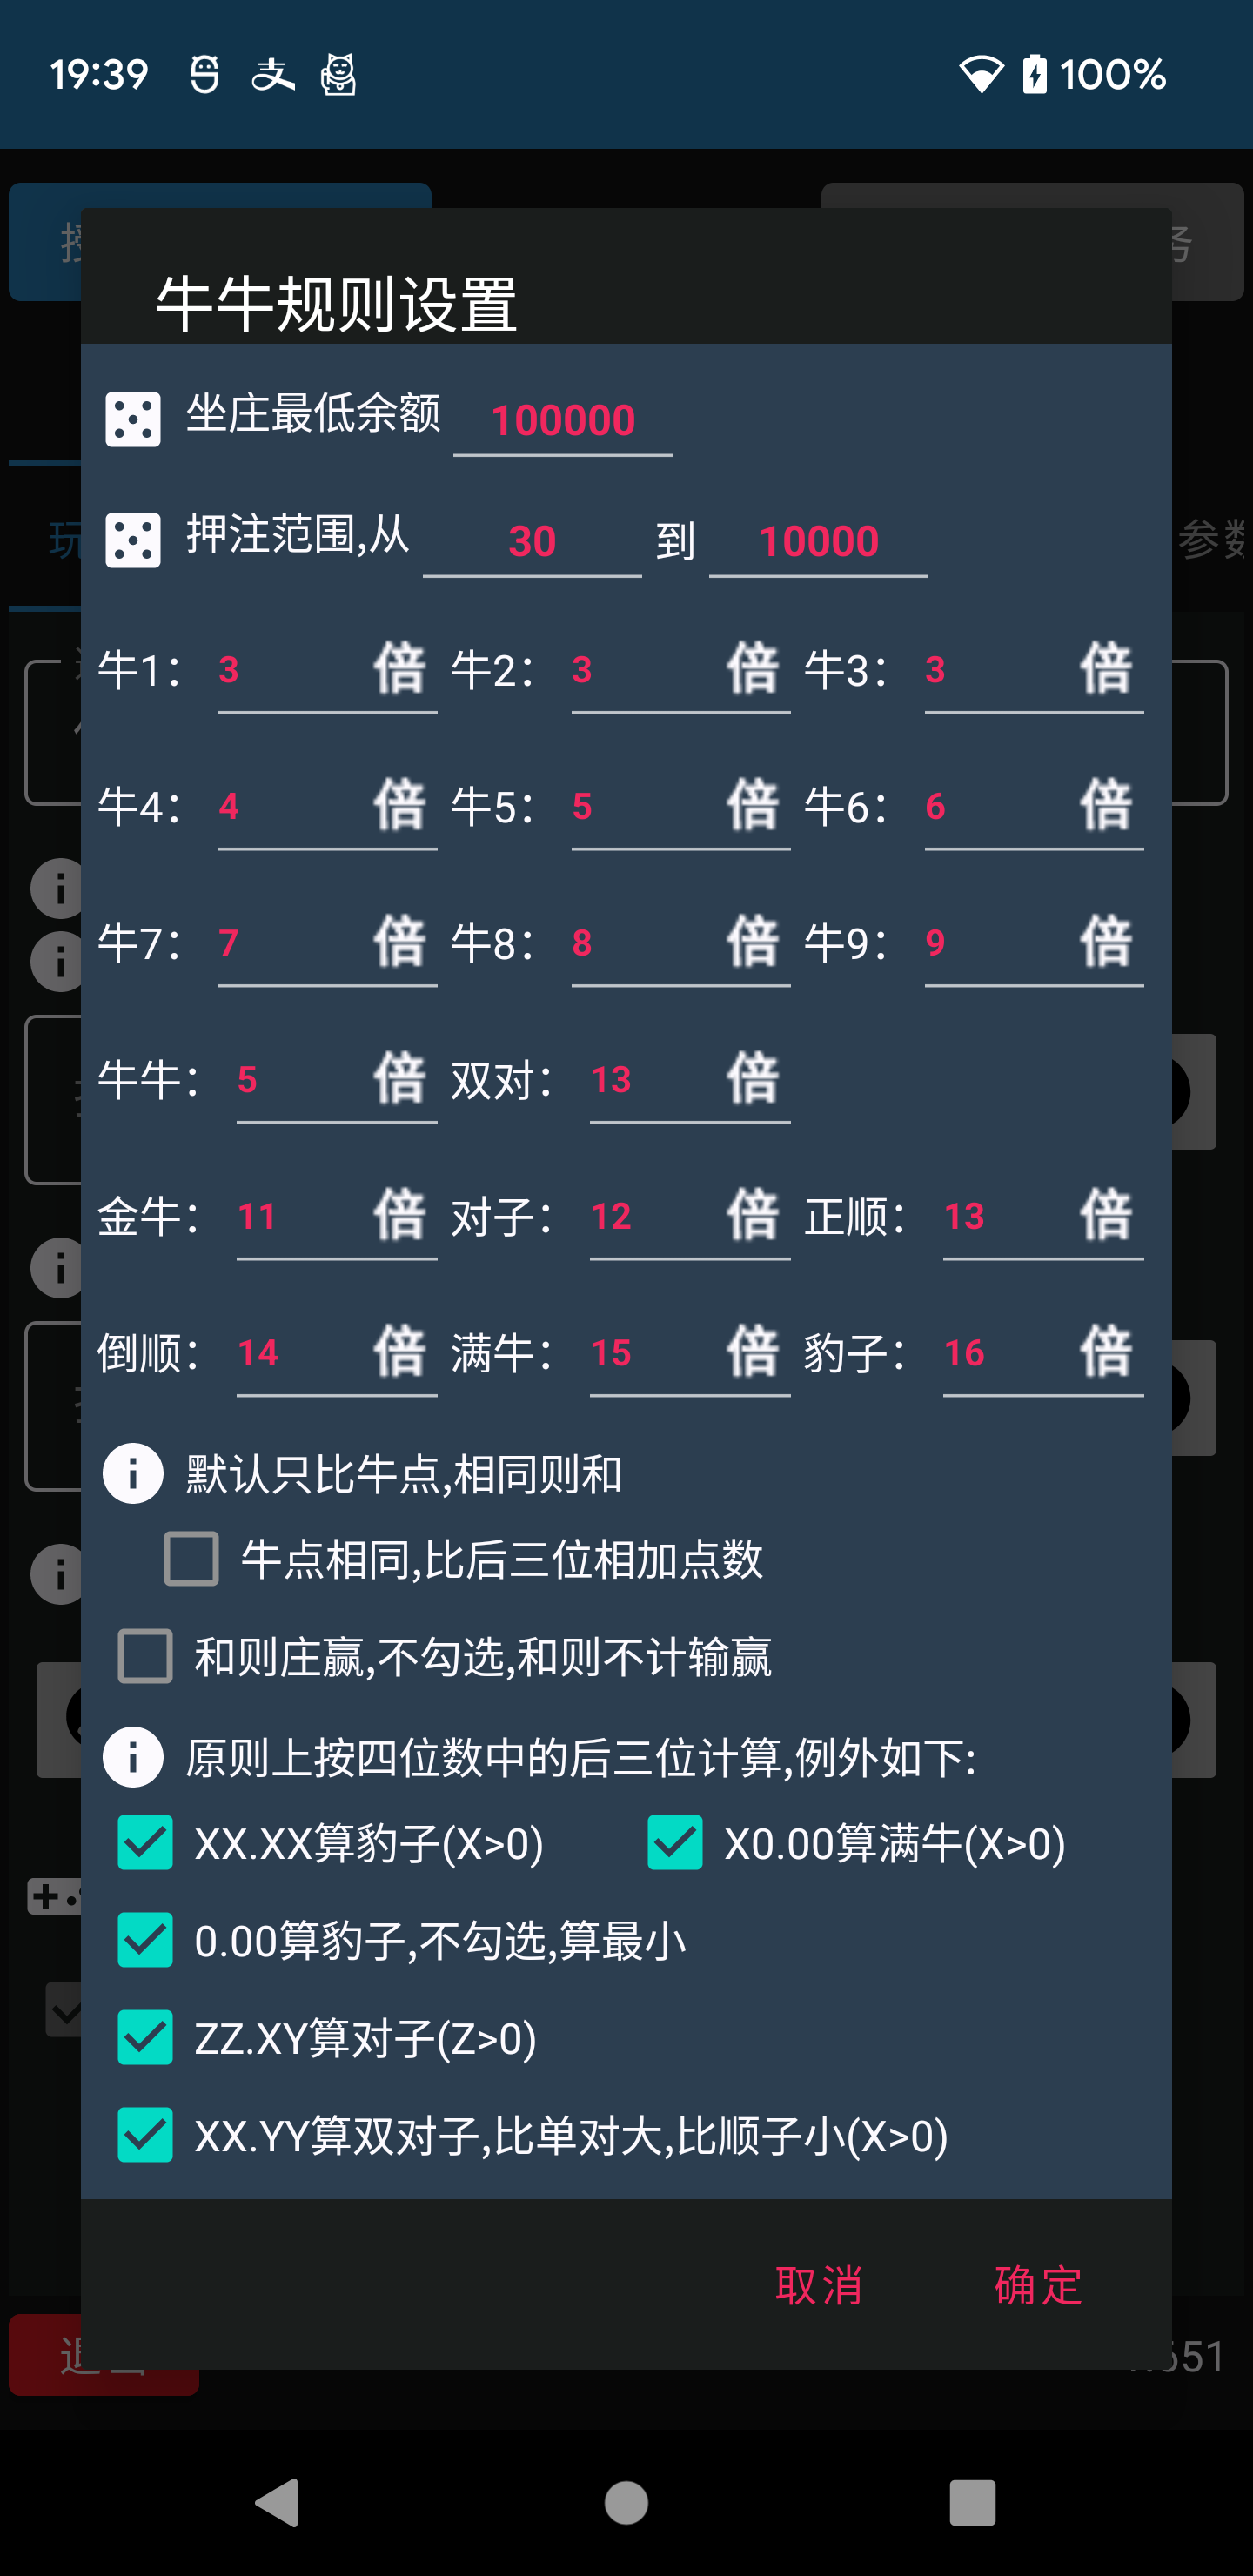 19:39 支 100%
务
牛牛规则设置
坐庄最低余额 100000
押注范围,从 30 到 10000
玩 参数
牛1: 3 倍 牛2: 3 倍 牛3: 3 倍
牛4: 4 倍 牛5: 5 倍 牛6: 6 倍
牛7: 7 倍 牛8: 8 倍 牛9: 9 倍
牛牛: 5 倍 双对: 13 倍
金牛: 11 倍 对子: 12 倍 正顺: 13 倍
倒顺: 14 倍 满牛: 15 倍 豹子: 16 倍
默认只比牛点,相同则和
牛点相同,比后三位相加点数
和则庄赢,不勾选,和则不计输赢
原则上按四位数中的后三位计算,例外如下:
XX.XX算豹子(X>0) X0.00算满牛(X>0)
0.00算豹子,不勾选,算最小
ZZ.XY算对子(Z>0)
XX.YY算双对子,比单对大,比顺子小(X>0)
取消 确定
651